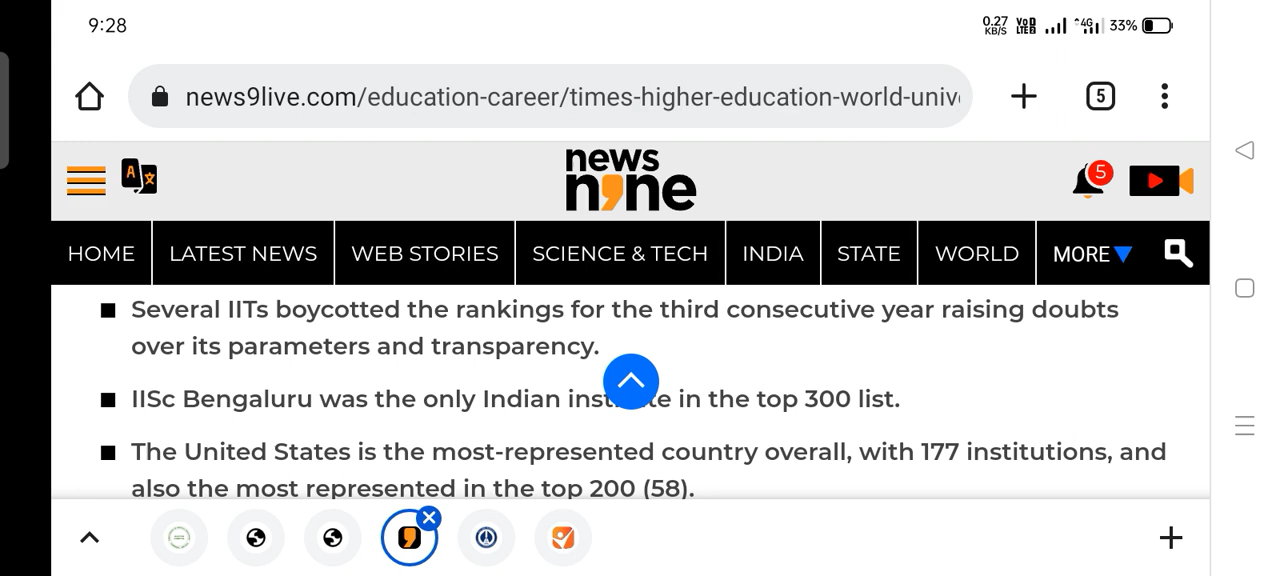 9:28
0.27 KB/S VoD LTE2 4G 33%
news9live.com/education-career/times-higher-education-world-univ
5
A
news
n9ne
5
HOME LATEST NEWS WEB STORIES SCIENCE & TECH INDIA STATE WORLD MORE
Several IITs boycotted the rankings for the third consecutive year raising doubts
over its parameters and transparency.
IISc Bengaluru was the only Indian in the top 300 list.
The United States is the most-represented country overall, with 177 institutions, and
also the most represented in the top 200 (58).